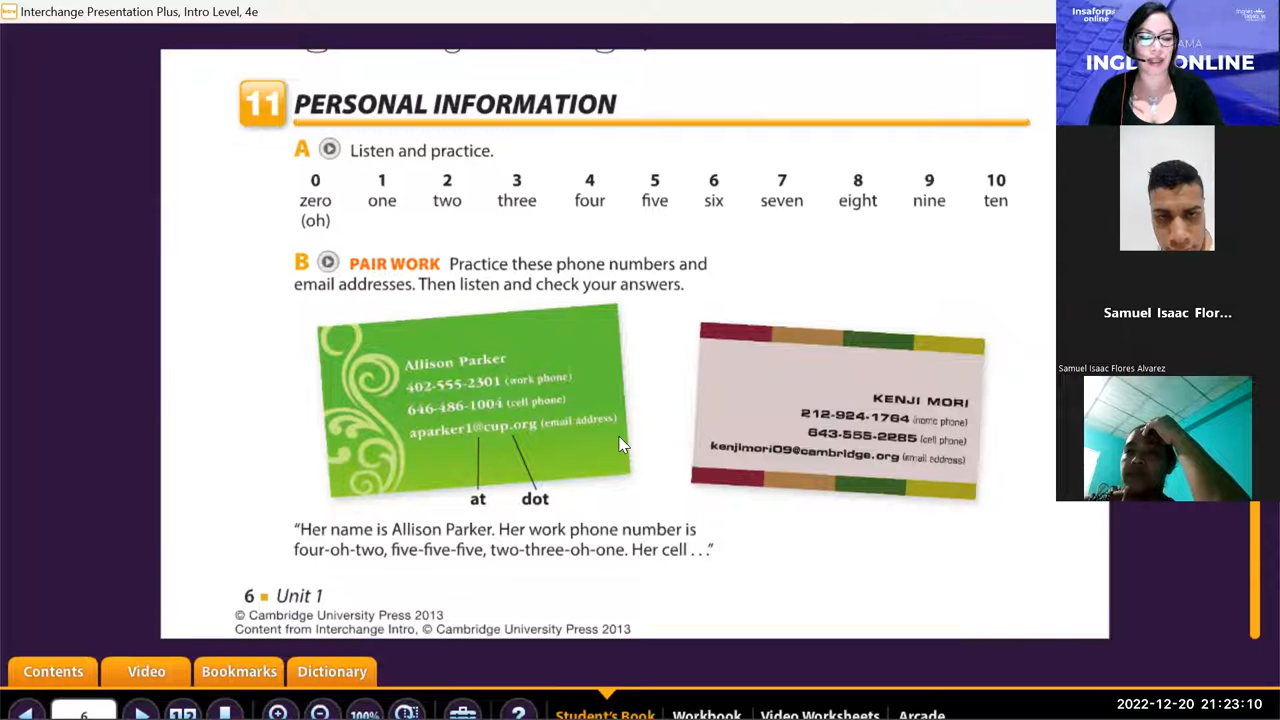 Interchange Presentation Plus, Intro Level, 4e
11 PERSONAL INFORMATION
A Listen and practice.
0 1 2 3 4 5 6 7 8 9 10
zero one two three four five six seven eight nine ten
(oh)
B PAIR WORK Practice these phone numbers and
email addresses. Then listen and check your answers.
Allison Parker
402-555-2301 (work phone)
646-486-1004 (cell phone)
aparker1@cup.org (email address)
at dot
KENJI MORI
212-924-1764 (home phone)
643-555-2285 (cell phone)
kenjimori09@cambridge.org (email address)
"Her name is Allison Parker. Her work phone number is
four-oh-two, five-five-five, two-three-oh-one. Her cell . . ."
6 Unit 1
© Cambridge University Press 2013
Content from Interchange Intro, © Cambridge University Press 2013
Contents Video Bookmarks Dictionary
6 100% ? Student's Book Workbook Video Worksheets Arcade
Insaforp
online
INGL ONLINE
Samuel Isaac Flor...
Samuel Isaac Flores Alvarez
2022-12-20 21:23:10